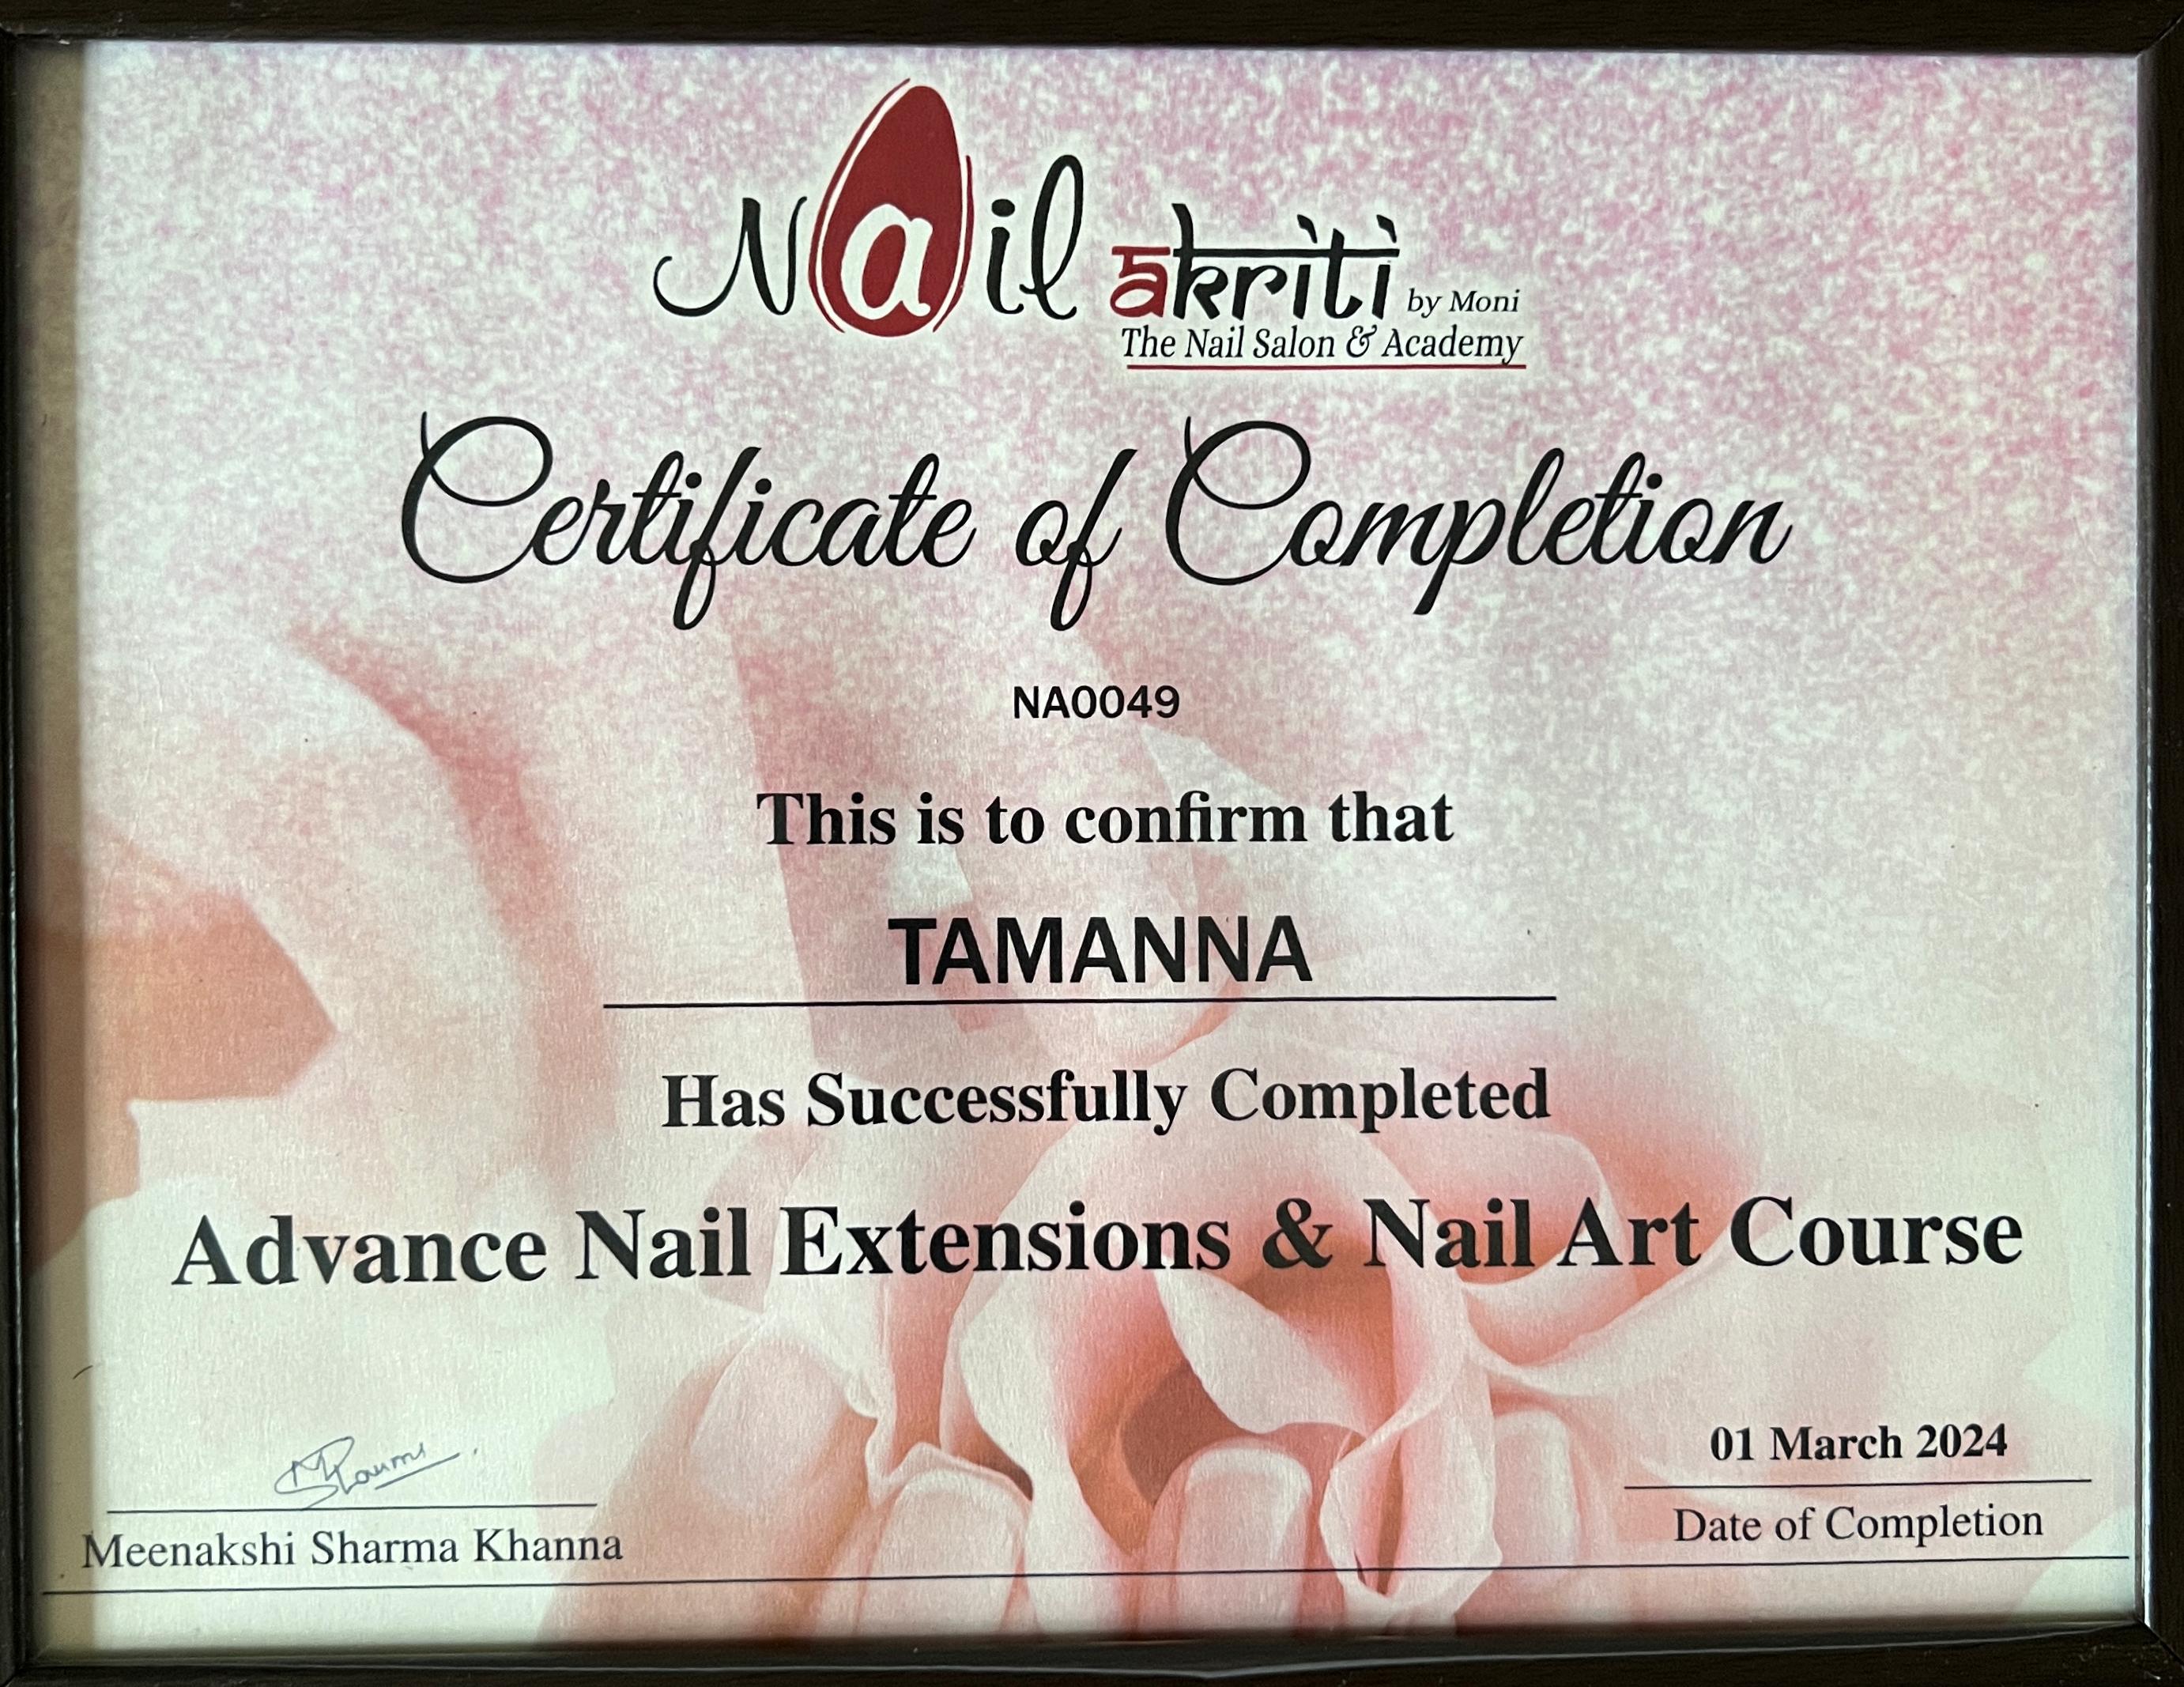 Nail akriti by Moni
The Nail Salon & Academy
Certificate of Completion
NA0049
This is to confirm that
TAMANNA
Has Successfully Completed
Advance Nail Extensions & Nail Art Course
01 March 2024
Date of Completion
Meenakshi Sharma Khanna